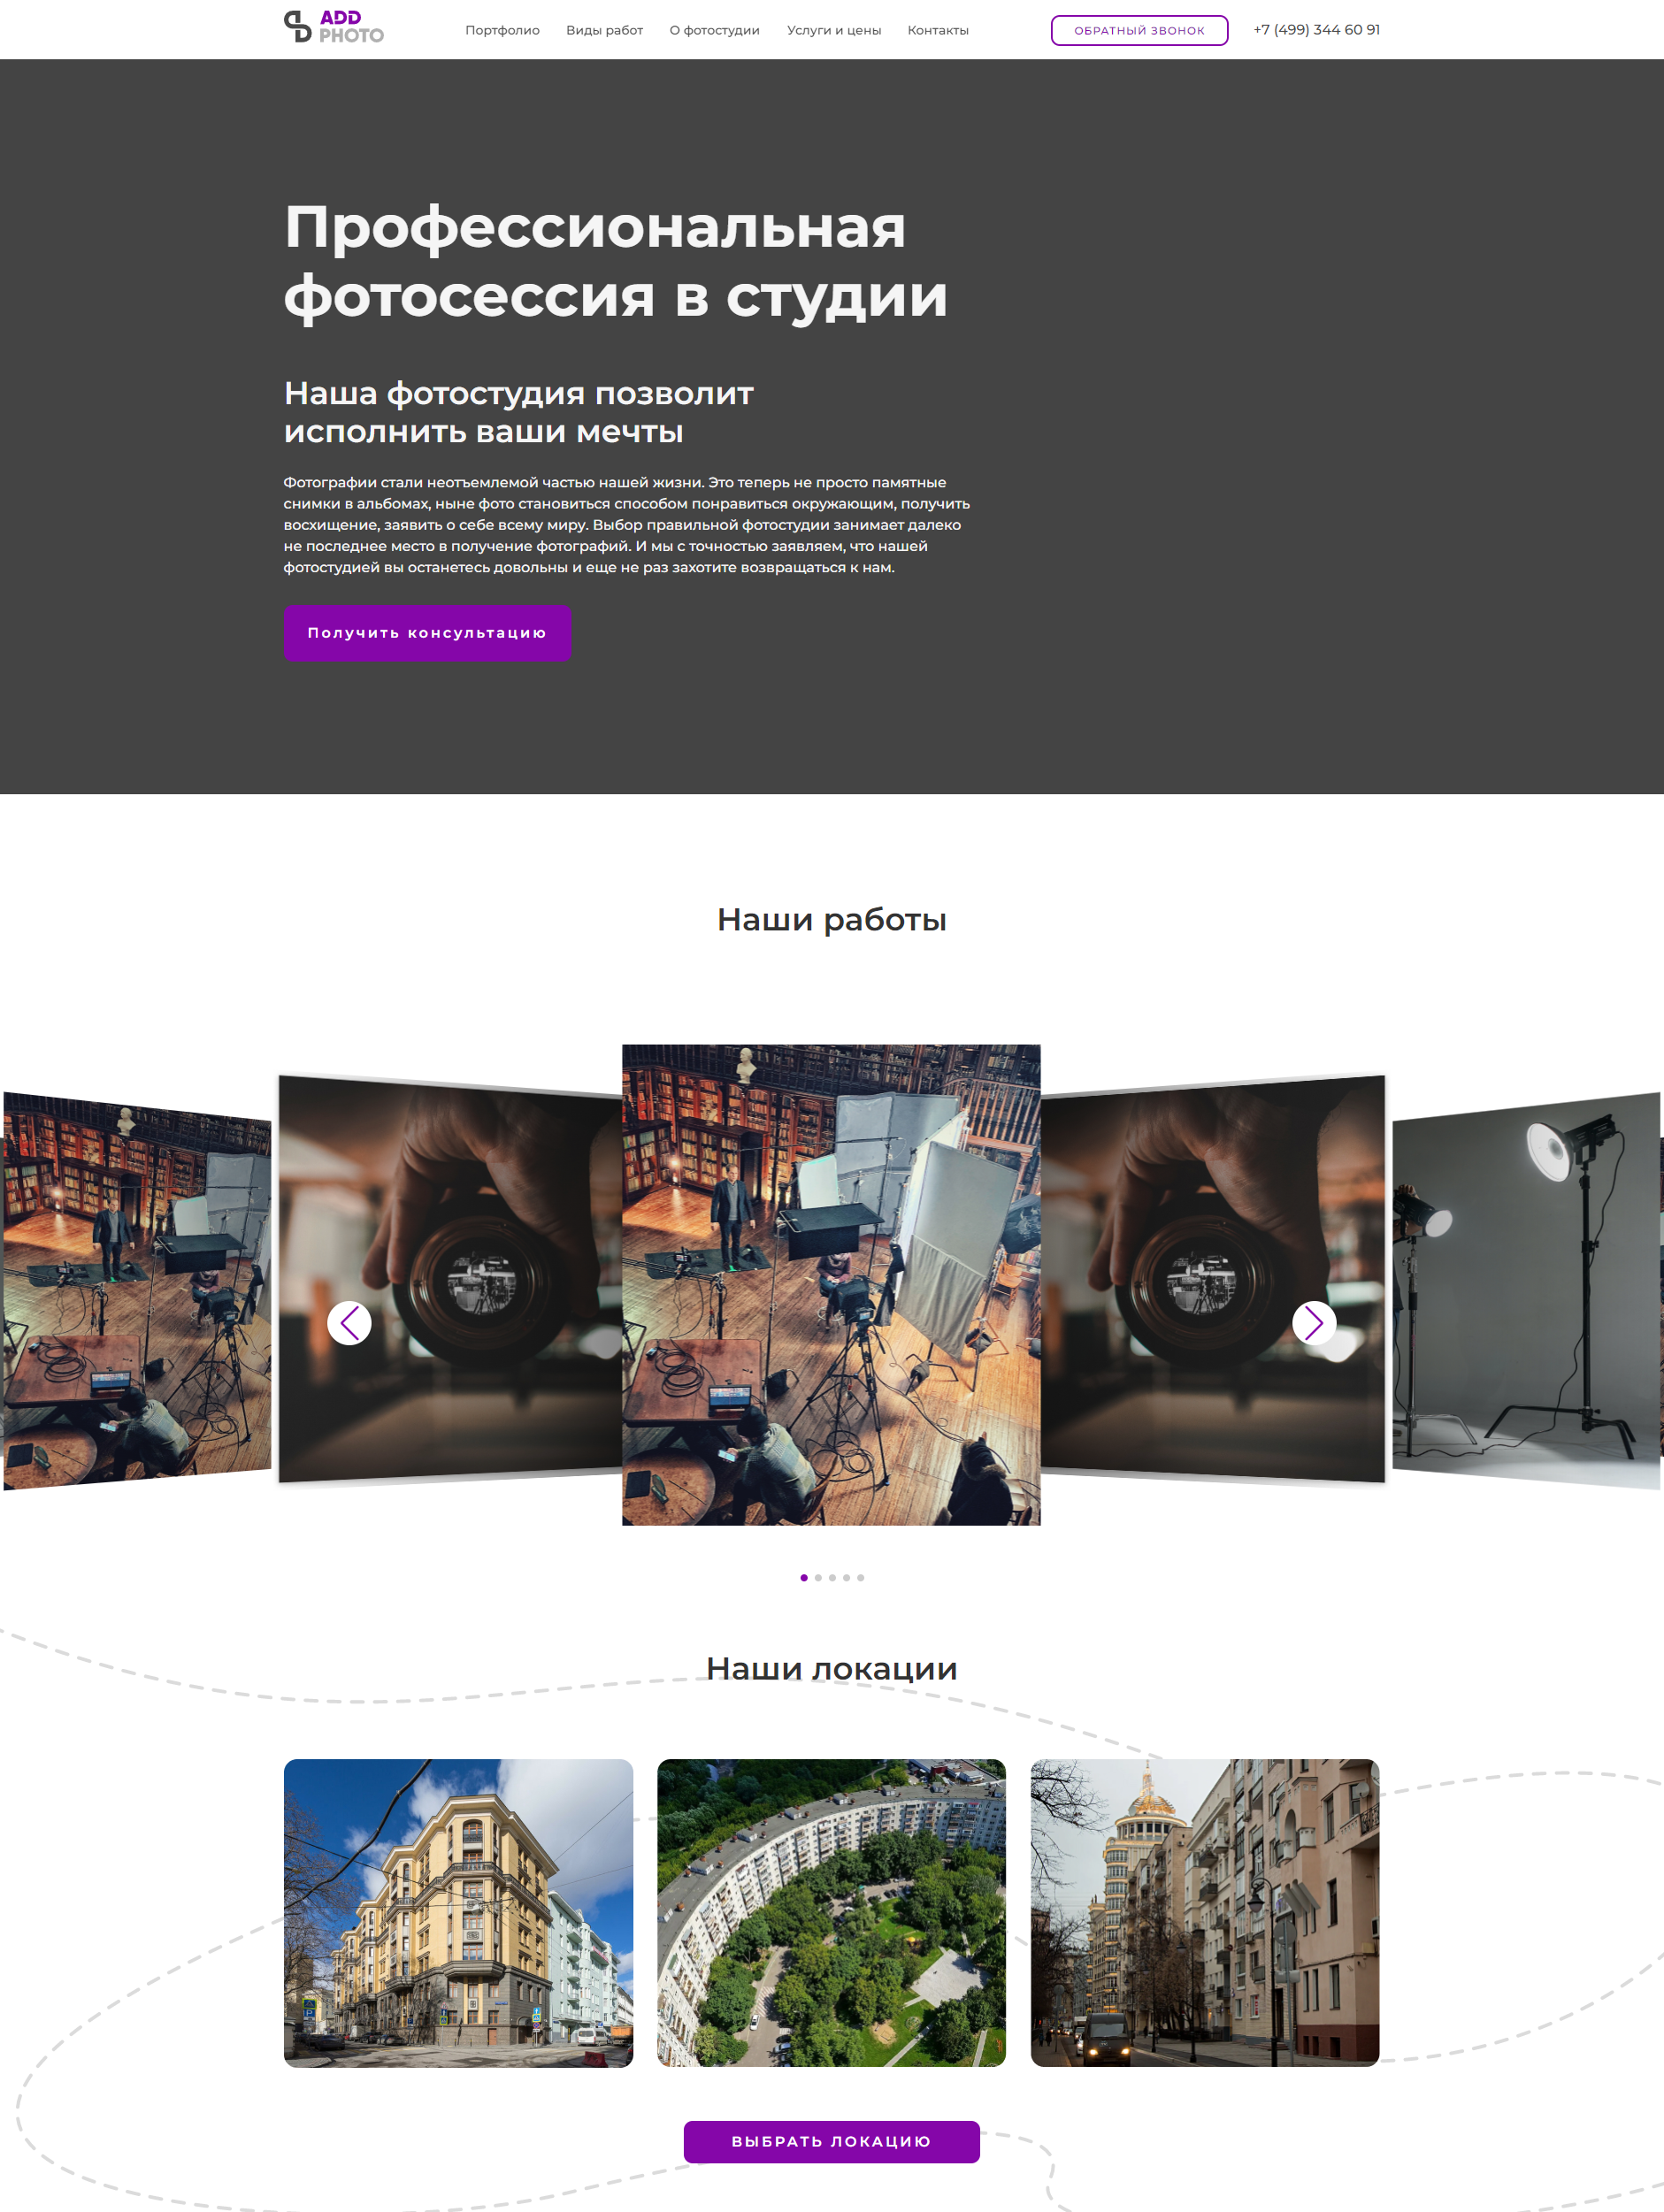 ADD
PHOTO
Портфолио
Виды работ
О фотостудии
Услуги и цены
Контакты
ОБРАТНЫЙ ЗВОНОК
+7 (499) 344 60 91
Профессиональная
фотосессия в студии
Наша фотостудия позволит
исполнить ваши мечты
Фотографии стали неотъемлемой частью нашей жизни. Это теперь не просто памятные
снимки в альбомах, ныне фото становиться способом понравиться окружающим, получить
восхищение, заявить о себе всему миру. Выбор правильной фотостудии занимает далеко
не последнее место в получение фотографий. И мы с точностью заявляем, что нашей
фотостудией вы останетесь довольны и еще не раз захотите возвращаться к нам.
Получить консультацию
Наши работы
Наши локации
ВЫБРАТЬ ЛОКАЦИЮ